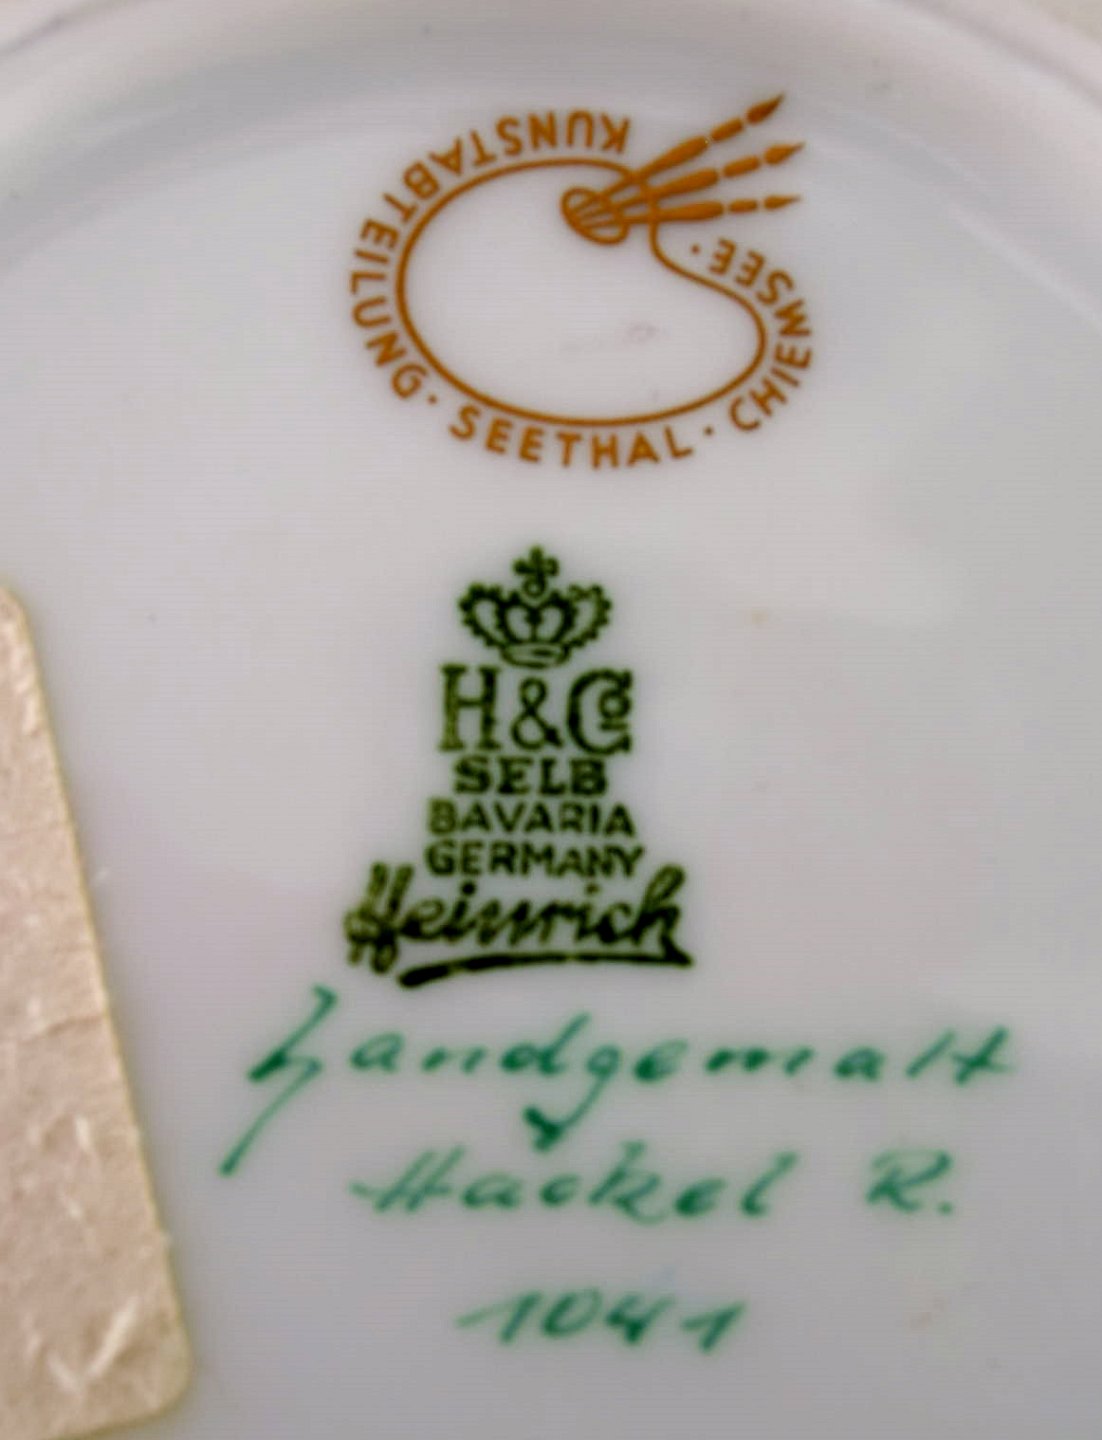 KUNSTABTEILUNG · SEETHAL · CHIEMSEE ·
H & Co
SELB
BAVARIA
GERMANY
Heinrich
handgemalt
Hackel R.
1041